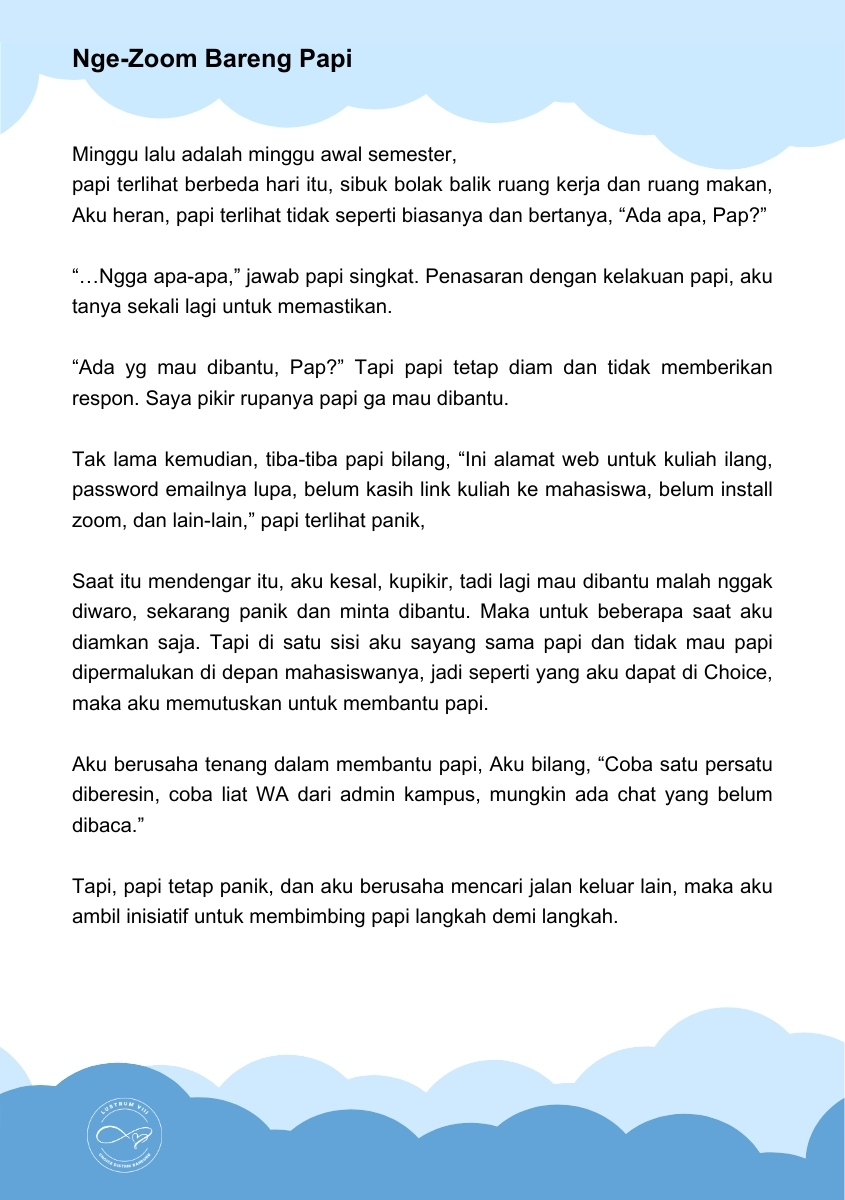 Nge-Zoom Bareng Papi
Minggu lalu adalah minggu awal semester,
papi terlihat berbeda hari itu, sibuk bolak balik ruang kerja dan ruang makan,
Aku heran, papi terlihat tidak seperti biasanya dan bertanya, “Ada apa, Pap?”
“…Ngga apa-apa,” jawab papi singkat. Penasaran dengan kelakuan papi, aku
tanya sekali lagi untuk memastikan.
“Ada yg mau dibantu, Pap?” Tapi papi tetap diam dan tidak memberikan
respon. Saya pikir rupanya papi ga mau dibantu.
Tak lama kemudian, tiba-tiba papi bilang, “Ini alamat web untuk kuliah ilang,
password emailnya lupa, belum kasih link kuliah ke mahasiswa, belum install
zoom, dan lain-lain,” papi terlihat panik,
Saat itu mendengar itu, aku kesal, kupikir, tadi lagi mau dibantu malah nggak
diwaro, sekarang panik dan minta dibantu. Maka untuk beberapa saat aku
diamkan saja. Tapi di satu sisi aku sayang sama papi dan tidak mau papi
dipermalukan di depan mahasiswanya, jadi seperti yang aku dapat di Choice,
maka aku memutuskan untuk membantu papi.
Aku berusaha tenang dalam membantu papi, Aku bilang, “Coba satu persatu
diberesin, coba liat WA dari admin kampus, mungkin ada chat yang belum
dibaca.”
Tapi, papi tetap panik, dan aku berusaha mencari jalan keluar lain, maka aku
ambil inisiatif untuk membimbing papi langkah demi langkah.
LUSTRUM VIII